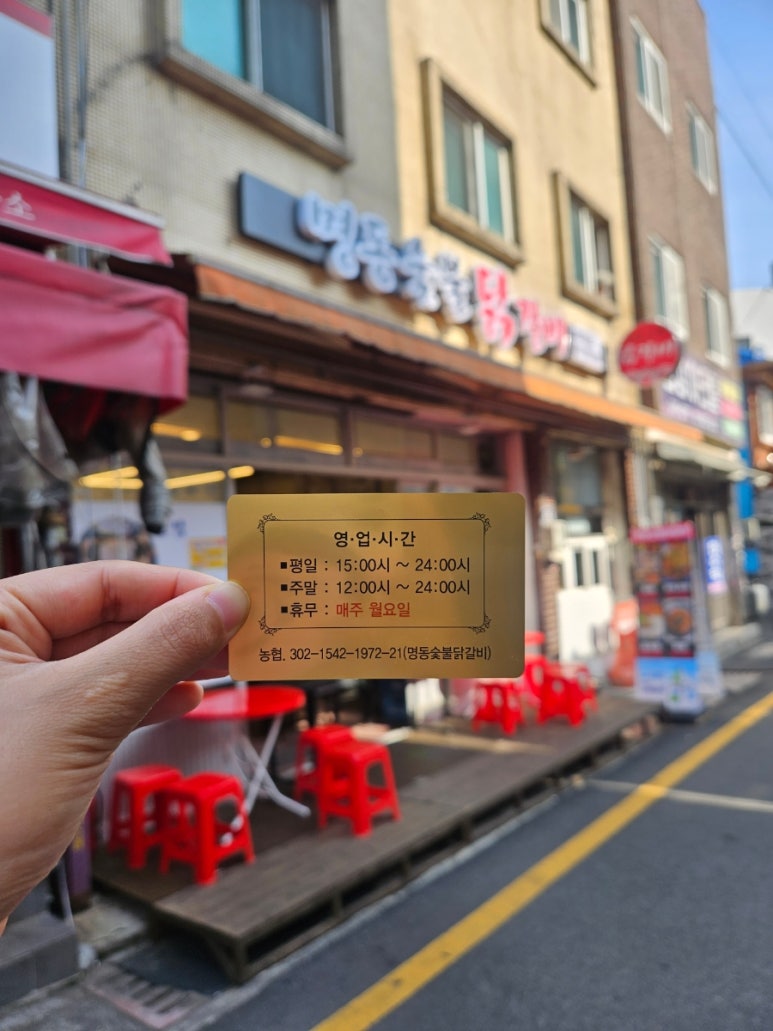 명동숯불닭갈비
영·업·시·간
■평일 : 15:00시 ~ 24:00시
■주말 : 12:00시 ~ 24:00시
■휴무 : 매주 월요일
농협. 302-1542-1972-21(명동숯불닭갈비)